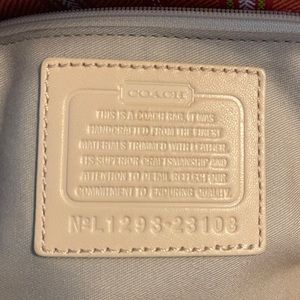 COACH
THIS IS A COACH BAG. IT WAS
HANDCRAFTED FROM THE FINEST
MATERIALS TRIMMED WITH LEATHER.
ITS SUPERIOR CRAFTSMANSHIP AND
ATTENTION TO DETAIL REFLECT OUR
COMMITMENT TO ENDURING QUALITY.
NºL1293-23103